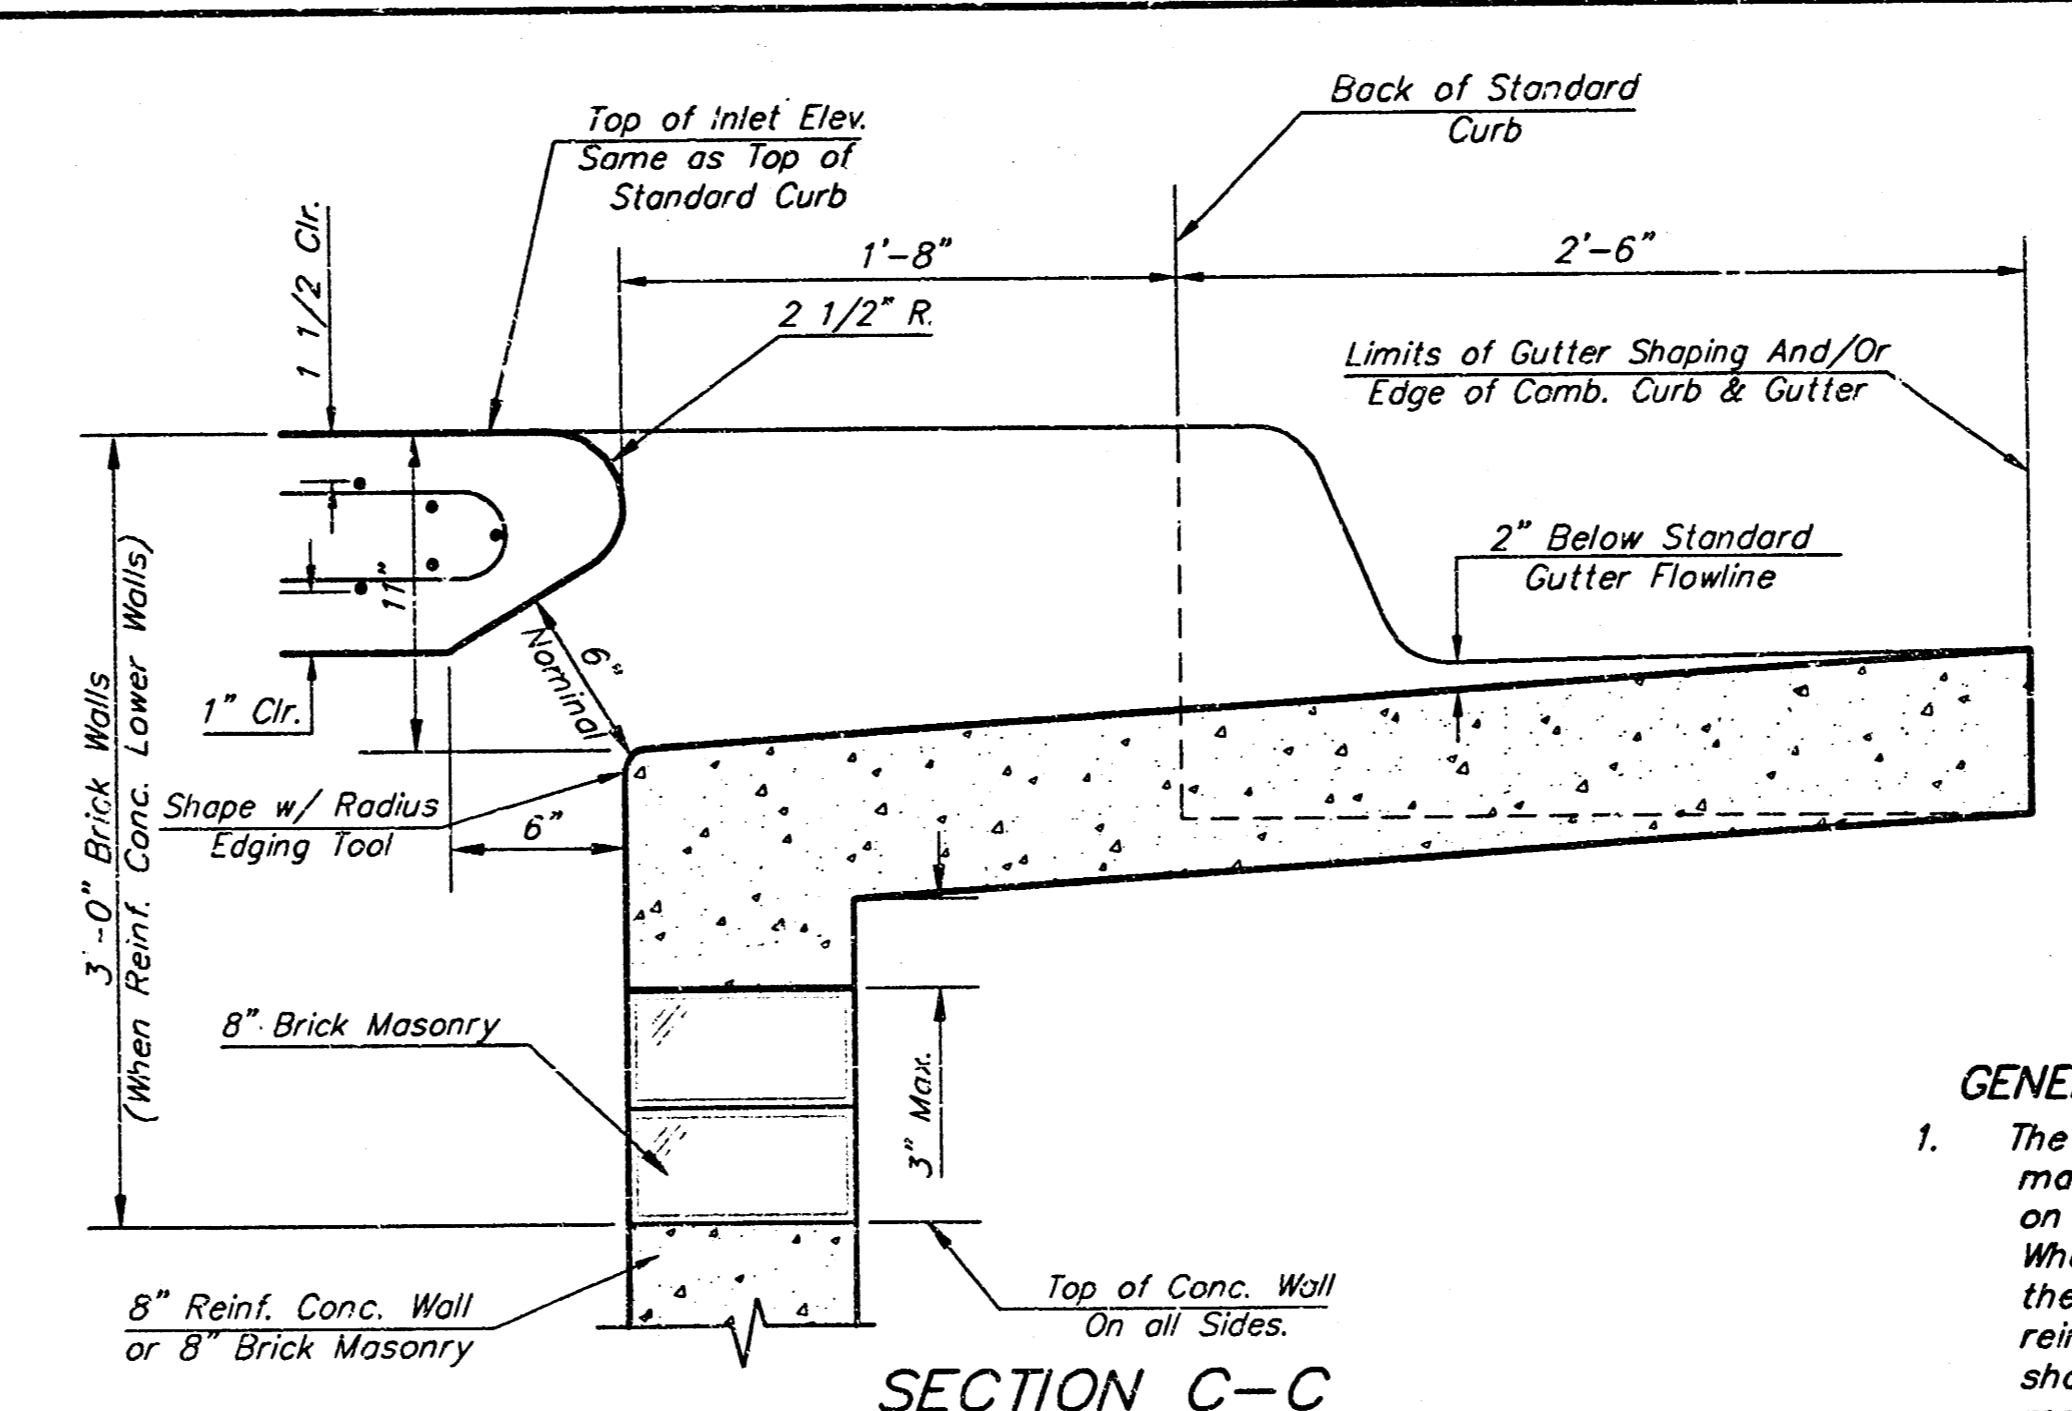 Top of Inlet Elev.
Same as Top of
Standard Curb
Back of Standard
Curb
1 1/2 Clr.
1'-8"
2'-6"
2 1/2" R.
Limits of Gutter Shaping And/Or
Edge of Comb. Curb & Gutter
2" Below Standard
Gutter Flowline
11"
6"
Nominal
1" Clr.
3'-0" Brick Walls
(When Reinf. Conc. Lower Walls)
Shape w/ Radius
Edging Tool
6"
8" Brick Masonry
3" Max.
8" Reinf. Conc. Wall
or 8" Brick Masonry
Top of Conc. Wall
On all Sides.
SECTION C-C
GENE
1. The
ma
on
Wh
the
rein
sho